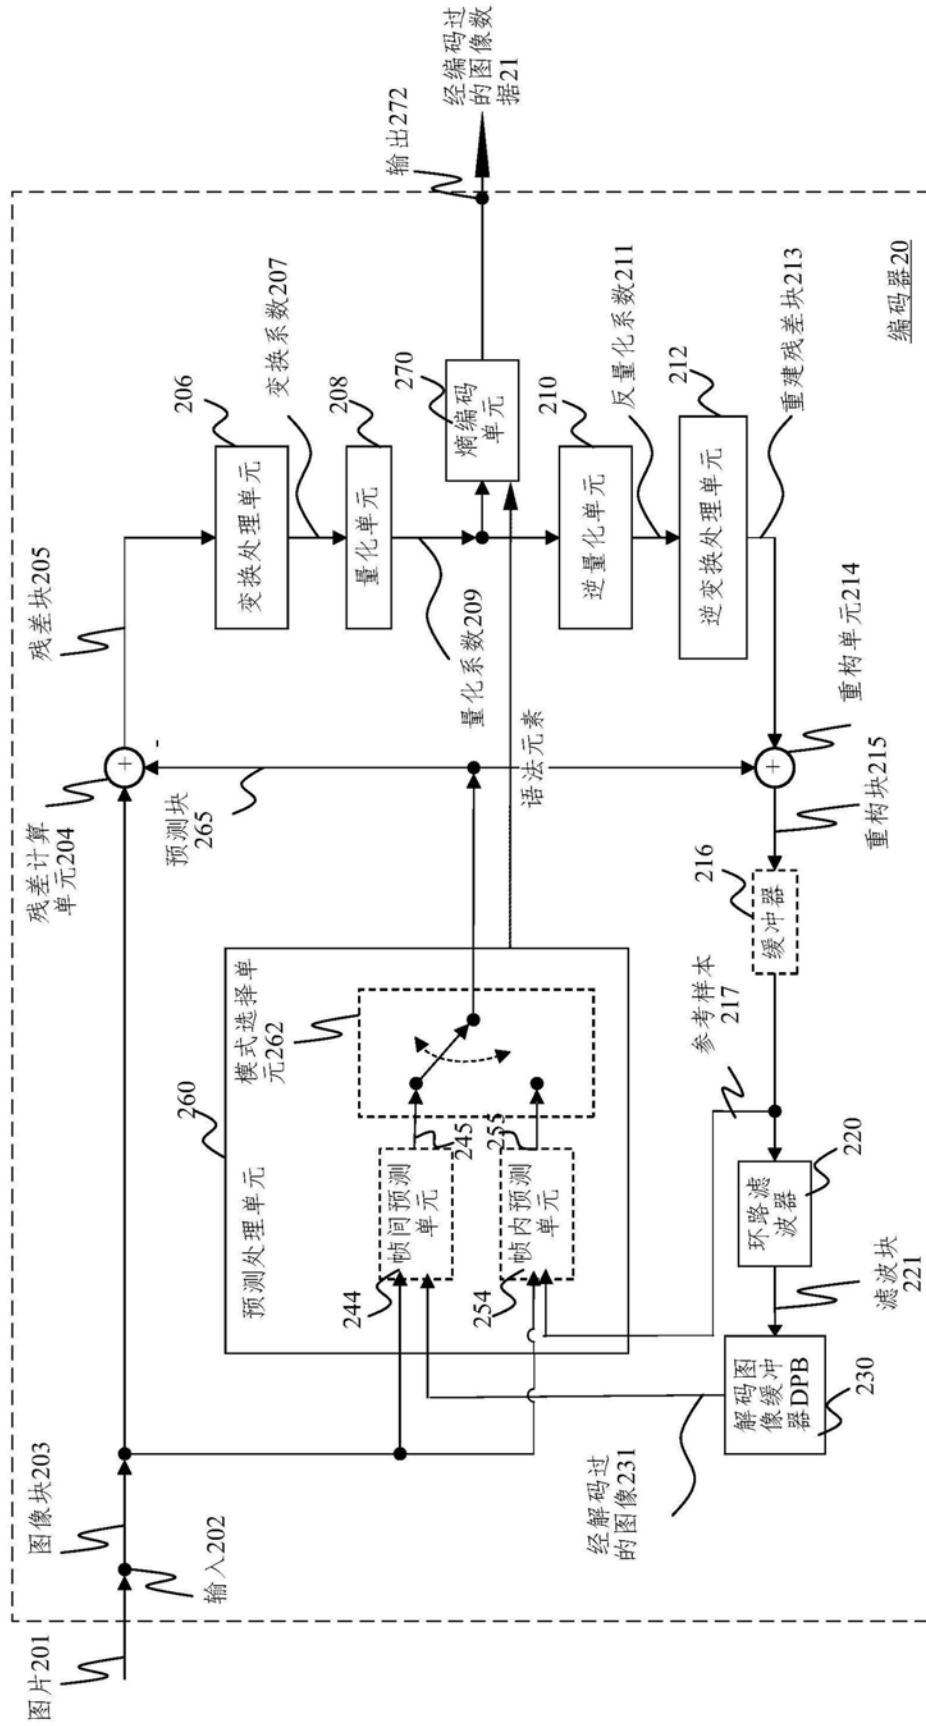 图片201
输入202
图像块203
残差计算
单元204
残差块205
-
+
预测块
265
206
变换处理单元
变换系数207
208
量化单元
量化系数209
270
熵编码
单元
输出272
经编码过
的图像数
据21
210
逆量化单元
反量化系数211
212
逆变换处理单元
重建残差块213
编码器20
260
预测处理单元
模式选择单
元262
244
帧间预测
单元
245
254
帧内预测
单元
255
语法元素
+
重构单元214
重构块215
216
缓冲器
参考样本
217
220
环路滤
波器
滤波块
221
230
解码图
像缓冲
器DPB
经解码过
的图像231